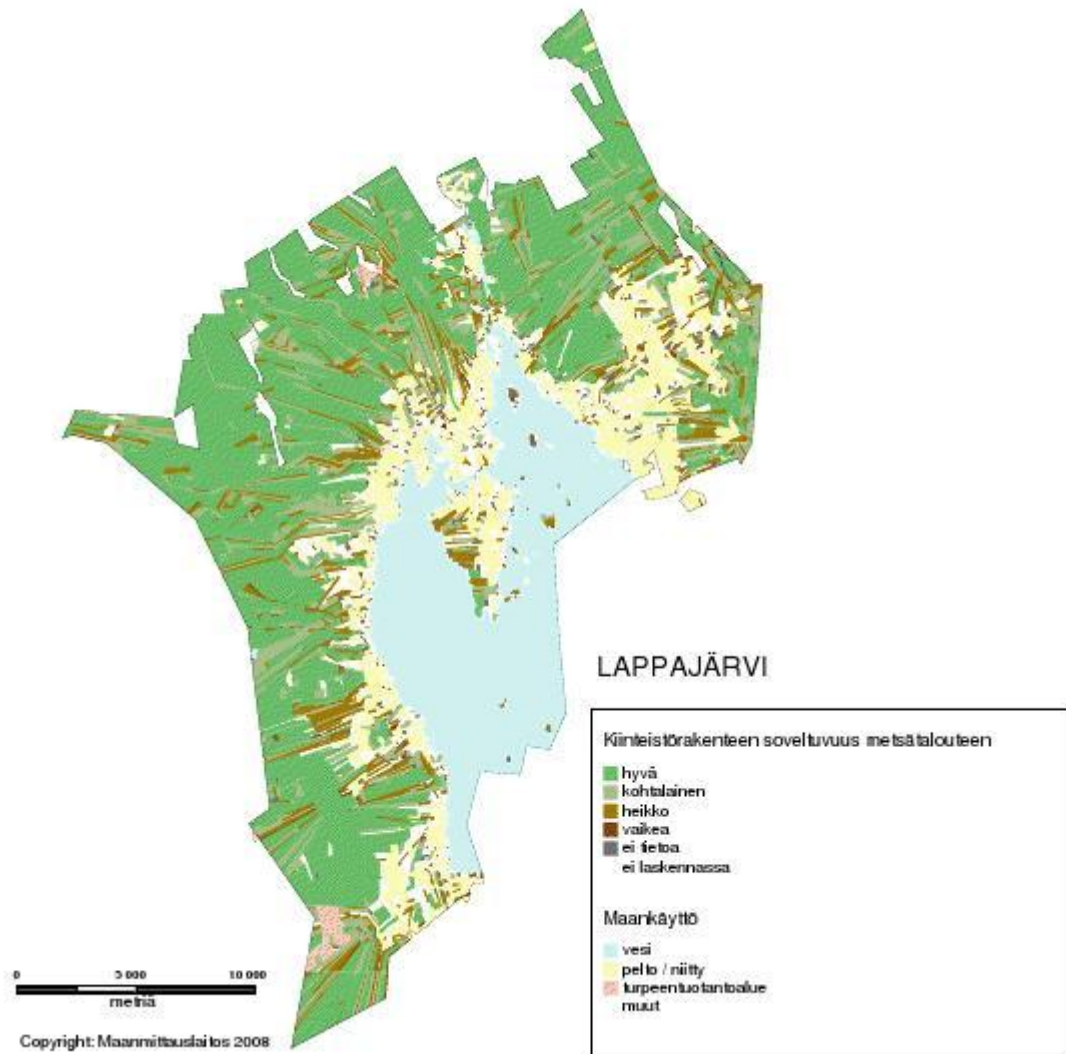 LAPPAJÄRVI
Kiinteistörakenteen soveltuvuus metsätalouteen
hyvä
kohtalainen
heikko
vaikea
ei tietoa
ei laskennassa
Maankäyttö
vesi
pelto / niitty
turpeentuotantoalue
muut
0 5 000 10 000
metriä
Copyright: Maanmittauslaitos 2008